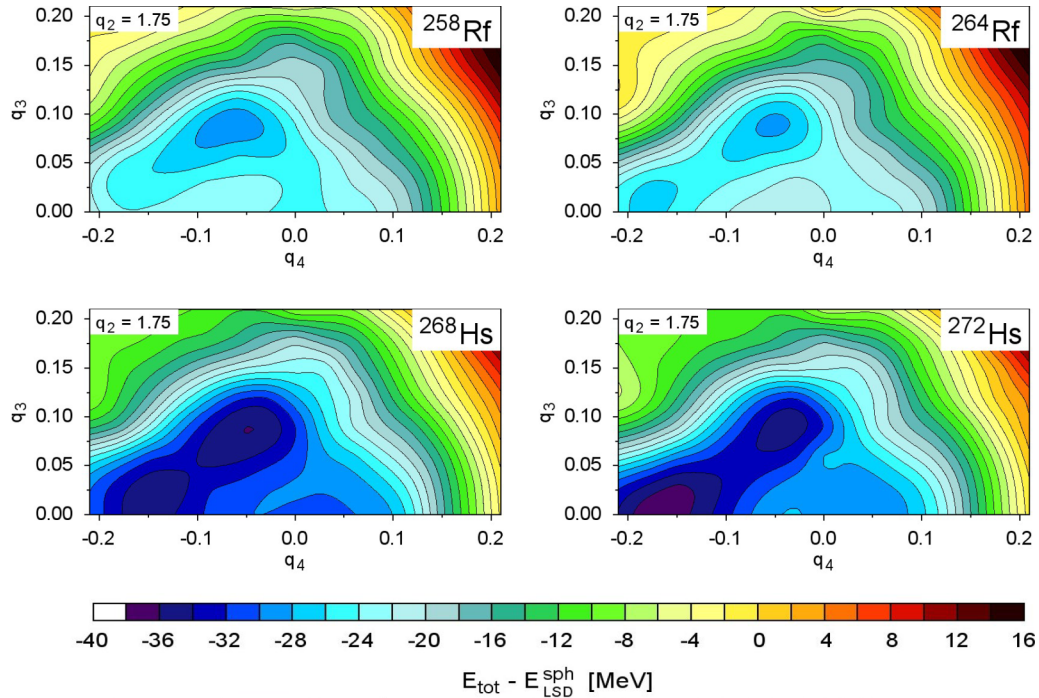 q₂ = 1.75
²⁵⁸Rf
0.20
0.15
0.10
0.05
0.00
q₃
-0.2 -0.1 0.0 0.1 0.2
q₄
q₂ = 1.75
²⁶⁴Rf
0.20
0.15
0.10
0.05
0.00
q₃
-0.2 -0.1 0.0 0.1 0.2
q₄
q₂ = 1.75
²⁶⁸Hs
0.20
0.15
0.10
0.05
0.00
q₃
-0.2 -0.1 0.0 0.1 0.2
q₄
q₂ = 1.75
²⁷²Hs
0.20
0.15
0.10
0.05
0.00
q₃
-0.2 -0.1 0.0 0.1 0.2
q₄
-40 -36 -32 -28 -24 -20 -16 -12 -8 -4 0 4 8 12 16
E_tot - E_LSD^sph [MeV]